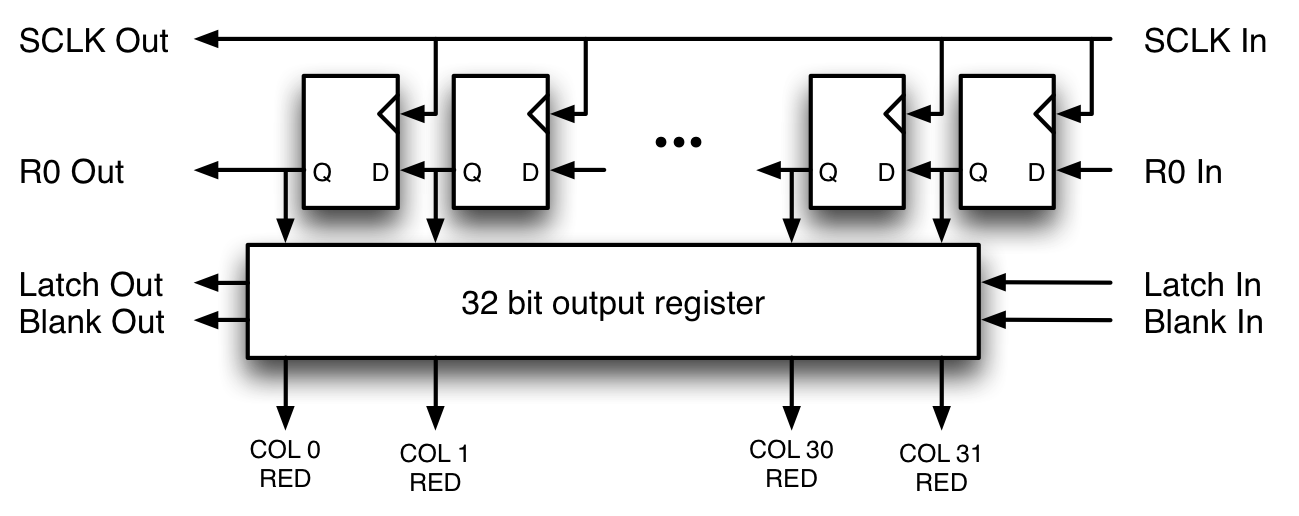 SCLK Out
SCLK In
R0 Out
Q D
Q D
•••
Q D
Q D
R0 In
Latch Out
32 bit output register
Latch In
Blank Out
Blank In
COL 0
RED
COL 1
RED
COL 30
RED
COL 31
RED